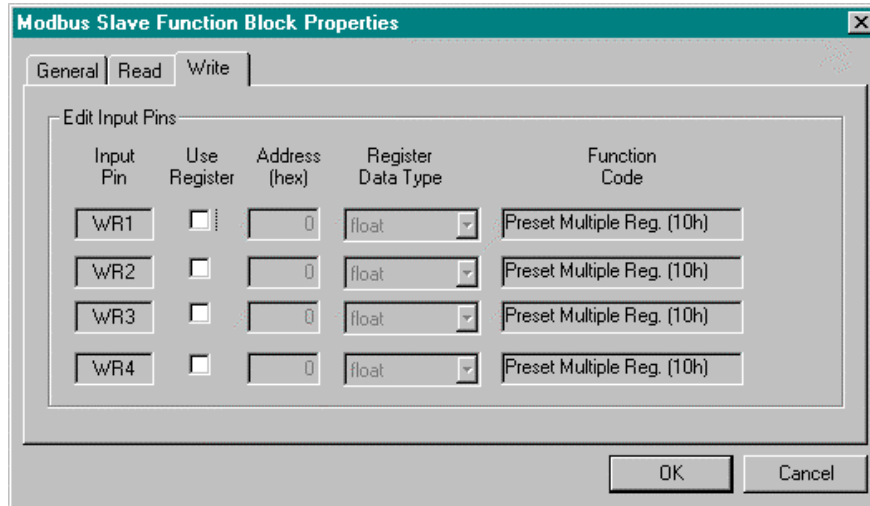 Modbus Slave Function Block Properties
General Read Write
Edit Input Pins
Input Use Address Register Function
Pin Register (hex) Data Type Code
WR1 0 float Preset Multiple Reg. (10h)
WR2 0 float Preset Multiple Reg. (10h)
WR3 0 float Preset Multiple Reg. (10h)
WR4 0 float Preset Multiple Reg. (10h)
OK Cancel